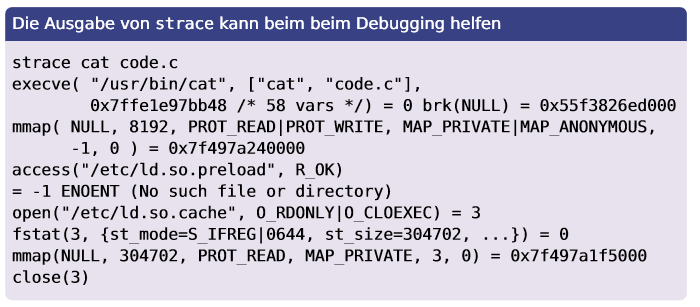 Die Ausgabe von strace kann beim beim Debugging helfen
strace cat code.c
execve( "/usr/bin/cat", ["cat", "code.c"],
0x7ffe1e97bb48 /* 58 vars */) = 0 brk(NULL) = 0x55f3826ed000
mmap( NULL, 8192, PROT_READ|PROT_WRITE, MAP_PRIVATE|MAP_ANONYMOUS,
-1, 0 ) = 0x7f497a240000
access("/etc/ld.so.preload", R_OK)
= -1 ENOENT (No such file or directory)
open("/etc/ld.so.cache", O_RDONLY|O_CLOEXEC) = 3
fstat(3, {st_mode=S_IFREG|0644, st_size=304702, ...}) = 0
mmap(NULL, 304702, PROT_READ, MAP_PRIVATE, 3, 0) = 0x7f497a1f5000
close(3)